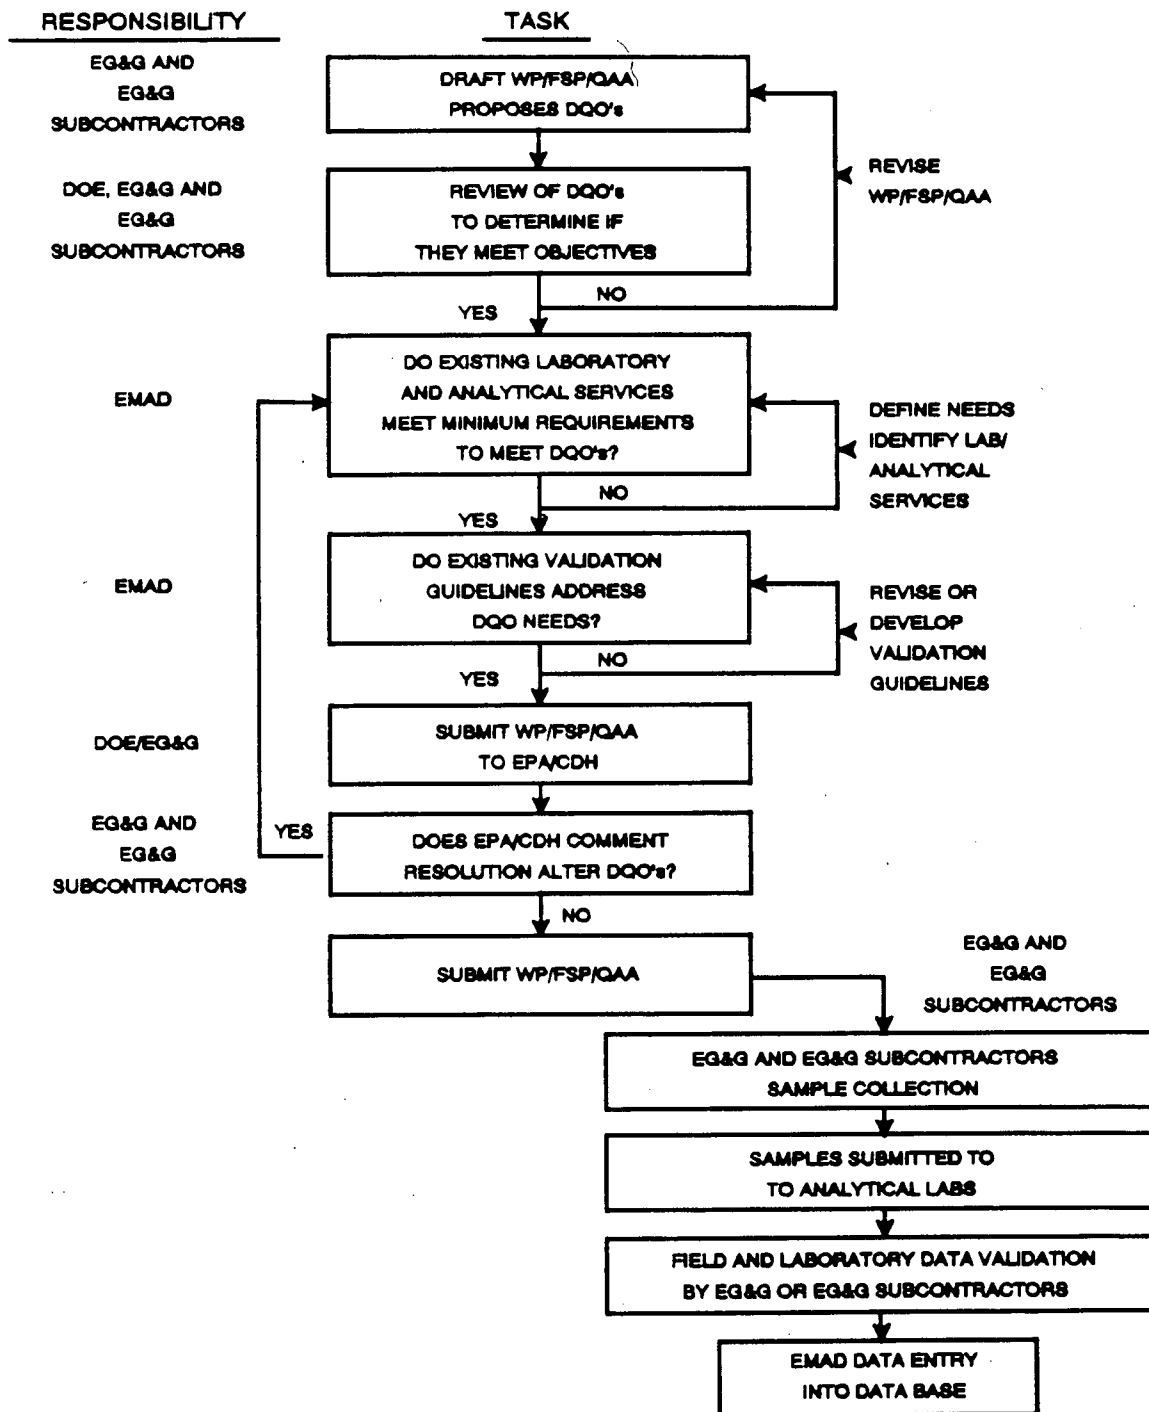 RESPONSIBILITY
TASK
EG&G AND
EG&G
SUBCONTRACTORS
DRAFT WP/FSP/QAA
PROPOSES DQO's
REVISE
WP/FSP/QAA
DOE, EG&G AND
EG&G
SUBCONTRACTORS
REVIEW OF DQO's
TO DETERMINE IF
THEY MEET OBJECTIVES
NO
YES
EMAD
DO EXISTING LABORATORY
AND ANALYTICAL SERVICES
MEET MINIMUM REQUIREMENTS
TO MEET DQO's?
DEFINE NEEDS
IDENTIFY LAB/
ANALYTICAL
SERVICES
NO
YES
EMAD
DO EXISTING VALIDATION
GUIDELINES ADDRESS
DQO NEEDS?
REVISE OR
DEVELOP
VALIDATION
GUIDELINES
NO
YES
DOE/EG&G
SUBMIT WP/FSP/QAA
TO EPA/CDH
EG&G AND
EG&G
SUBCONTRACTORS
YES
DOES EPA/CDH COMMENT
RESOLUTION ALTER DQO's?
NO
SUBMIT WP/FSP/QAA
EG&G AND
EG&G
SUBCONTRACTORS
EG&G AND EG&G SUBCONTRACTORS
SAMPLE COLLECTION
SAMPLES SUBMITTED TO
TO ANALYTICAL LABS
FIELD AND LABORATORY DATA VALIDATION
BY EG&G OR EG&G SUBCONTRACTORS
EMAD DATA ENTRY
INTO DATA BASE